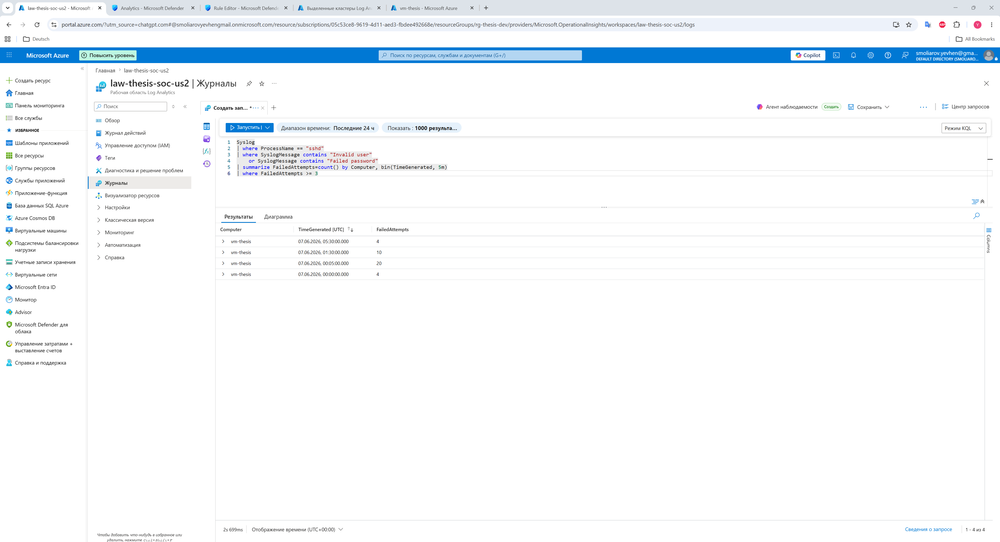 law-thesis-soc-us2 - Microsoft A
Analytics - Microsoft Defender
Rule Editor - Microsoft Defende
Выделенные кластеры Log An
vm-thesis - Microsoft Azure
portal.azure.com/?utm_source=chatgpt.com#@smoliarovyevhengmail.onmicrosoft.com/resource/subscriptions/05c53ce8-9619-4d11-aed3-fbdee492668e/resourceGroups/rg-thesis-dev/providers/Microsoft.OperationalInsights/workspaces/law-thesis-soc-us2/logs
ABP
Y
Deutsch
All Bookmarks
Microsoft Azure
Повысить уровень
Поиск по ресурсам, службам и документам (G+/)
Copilot
smoliarov.yevhen@gma...
DEFAULT DIRECTORY (SMOLIARO...
Создать ресурс
Главная
Панель мониторинга
Все службы
ИЗБРАННОЕ
Шаблоны приложений
Все ресурсы
Группы ресурсов
Службы приложений
Приложение-функция
База данных SQL Azure
Azure Cosmos DB
Виртуальные машины
Подсистемы балансировки
нагрузки
Учетные записи хранения
Виртуальные сети
Microsoft Entra ID
Монитор
Advisor
Microsoft Defender для
облака
Управление затратами +
выставление счетов
Справка и поддержка
Главная > law-thesis-soc-us2
law-thesis-soc-us2 | Журналы
Рабочая область Log Analytics
Поиск
Обзор
Журнал действий
Управление доступом (IAM)
Теги
Диагностика и решение проблем
Журналы
Визуализатор ресурсов
Настройки
Классическая версия
Мониторинг
Автоматизация
Справка
Чтобы добавить что-нибудь в избранное или
удалить, нажмите Ctrl+Shift+F
Создать зап... *
Агент наблюдаемости Создать
Сохранить
Центр запросов
Запустить
Диапазон времени: Последние 24 ч
Показать : 1000 результа...
Режим KQL
1 Syslog
2 | where ProcessName == "sshd"
3 | where SyslogMessage contains "Invalid user"
4 or SyslogMessage contains "Failed password"
5 | summarize FailedAttempts=count() by Computer, bin(TimeGenerated, 5m)
6 | where FailedAttempts >= 3
Результаты Диаграмма
Computer TimeGenerated [UTC] FailedAttempts
vm-thesis 07.06.2026, 05:30:00.000 4
vm-thesis 07.06.2026, 01:30:00.000 10
vm-thesis 07.06.2026, 00:05:00.000 20
vm-thesis 07.06.2026, 00:00:00.000 4
Columns
2s 699ms
Отображение времени (UTC+00:00)
Сведения о запросе
1 - 4 из 4